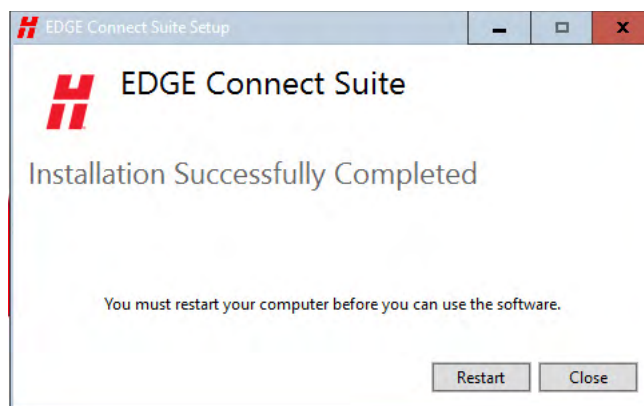 EDGE Connect Suite Setup
EDGE Connect Suite
Installation Successfully Completed
You must restart your computer before you can use the software.
Restart
Close